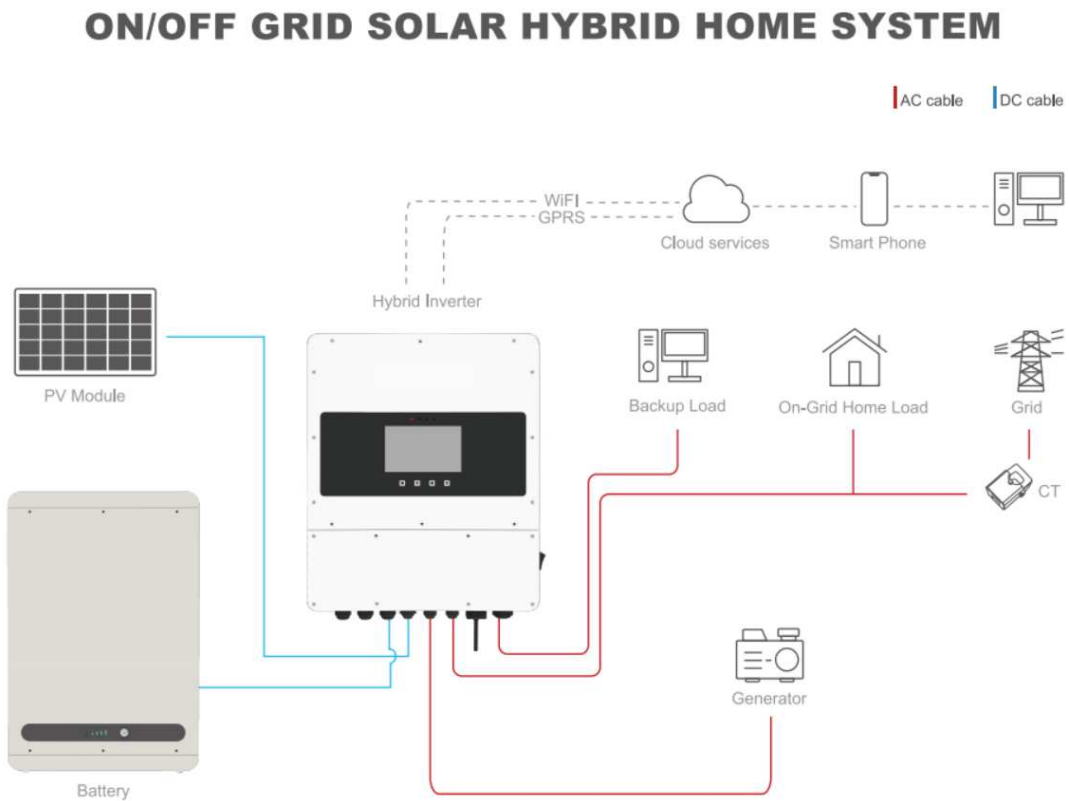 ON/OFF GRID SOLAR HYBRID HOME SYSTEM
AC cable
DC cable
WiFI
GPRS
Cloud services
Smart Phone
Hybrid Inverter
PV Module
Backup Load
On-Grid Home Load
Grid
CT
Generator
Battery